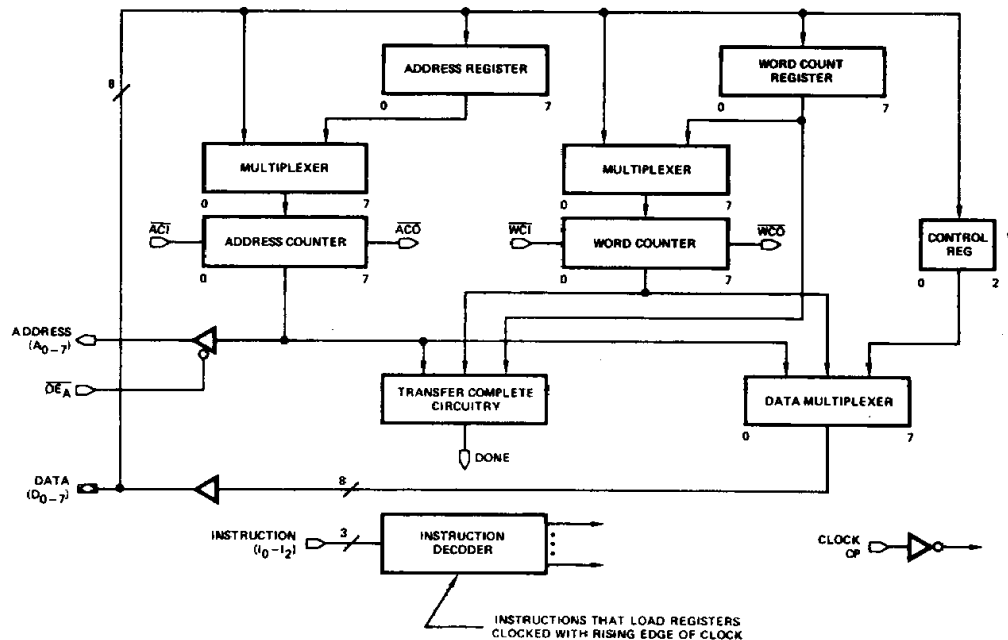 ADDRESS REGISTER
0 7
WORD COUNT
REGISTER
0 7
8
MULTIPLEXER
0 7
MULTIPLEXER
0 7
ACI
ADDRESS COUNTER
ACO
0 7
WCI
WORD COUNTER
WCO
0 7
CONTROL
REG
0 2
ADDRESS
(A0-7)
OEA
TRANSFER COMPLETE
CIRCUITRY
DATA MULTIPLEXER
0 7
DONE
DATA
(D0-7)
8
INSTRUCTION
(I0-I2)
3
INSTRUCTION
DECODER
CLOCK
CP
INSTRUCTIONS THAT LOAD REGISTERS
CLOCKED WITH RISING EDGE OF CLOCK